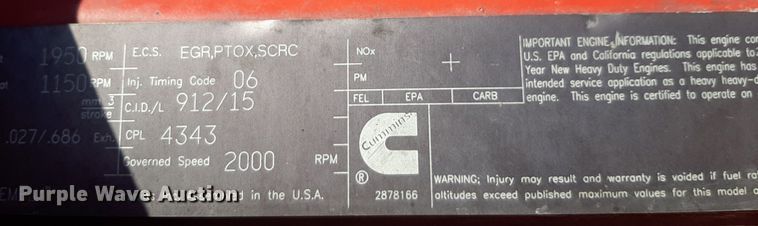 1950 RPM
1150 RPM
mm 3
stroke
.027/.686 Exh.
E.C.S. EGR,PTOX,SCRC
Inj. Timing Code 06
C.I.D./L 912/15
CPL 4343
Governed Speed 2000 RPM
in the U.S.A.
NOx
PM
FEL EPA CARB
Cummins
®
2878166
IMPORTANT ENGINE INFORMATION: This engine con
U.S. EPA and California regulations applicable to
Year New Heavy Duty Engines. This engine has
intended service application as a heavy heavy-d
engine. This engine is certified to operate on
WARNING: Injury may result and warranty is voided if fuel ra
altitudes exceed published maximum values for this model a
Purple Wave Auction